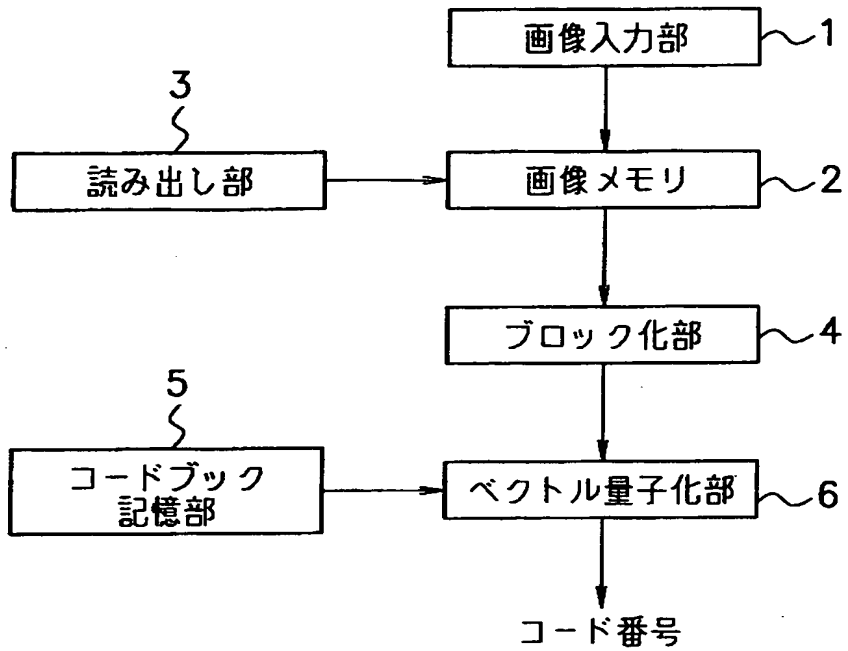 画像入力部
1
3
読み出し部
画像メモリ
2
ブロック化部
4
5
コードブック
記憶部
ベクトル量子化部
6
コード番号